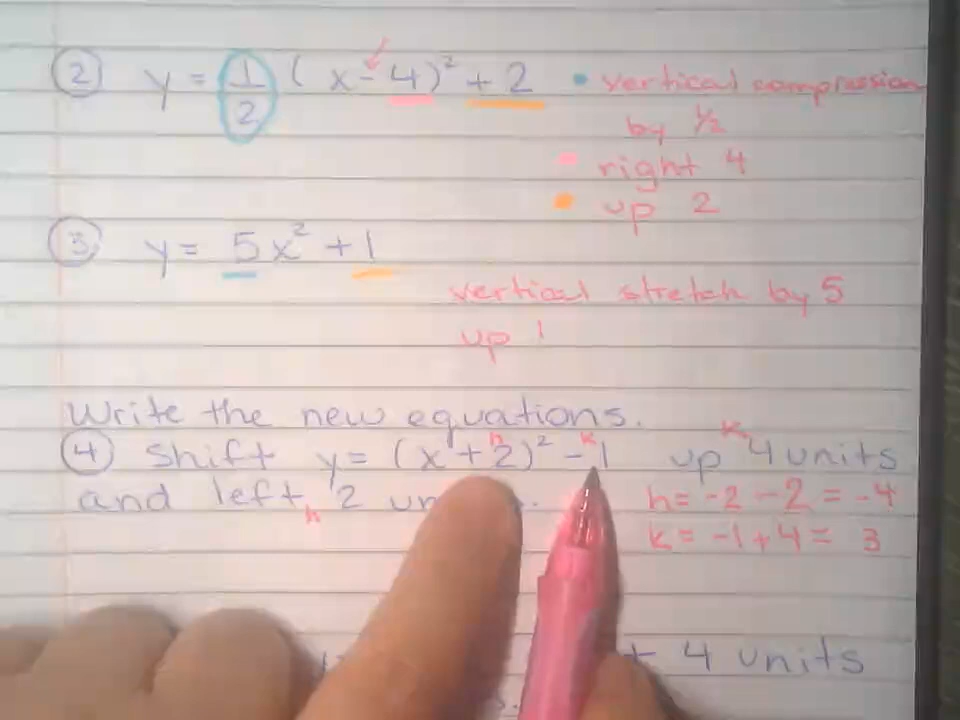 ② y = 1/2 (x - 4)² + 2 • vertical compression
by 1/2
right 4
up 2
③ y = 5x² + 1
vertical stretch by 5
up 1
Write the new equations.
④ Shift y = (x + 2)² - 1 up 4 units
h k k
and left 2
h
h = -2 - 2 = -4
k = -1 + 4 = 3
4 units